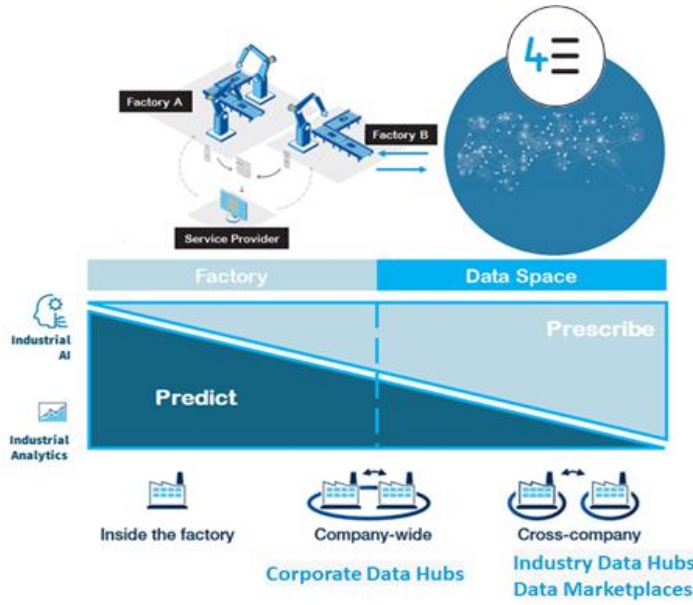 4
Factory A
Factory B
Service Provider
Factory
Data Space
Industrial
AI
Prescribe
Predict
Industrial
Analytics
Inside the factory
Company-wide
Cross-company
Corporate Data Hubs
Industry Data Hubs
Data Marketplaces